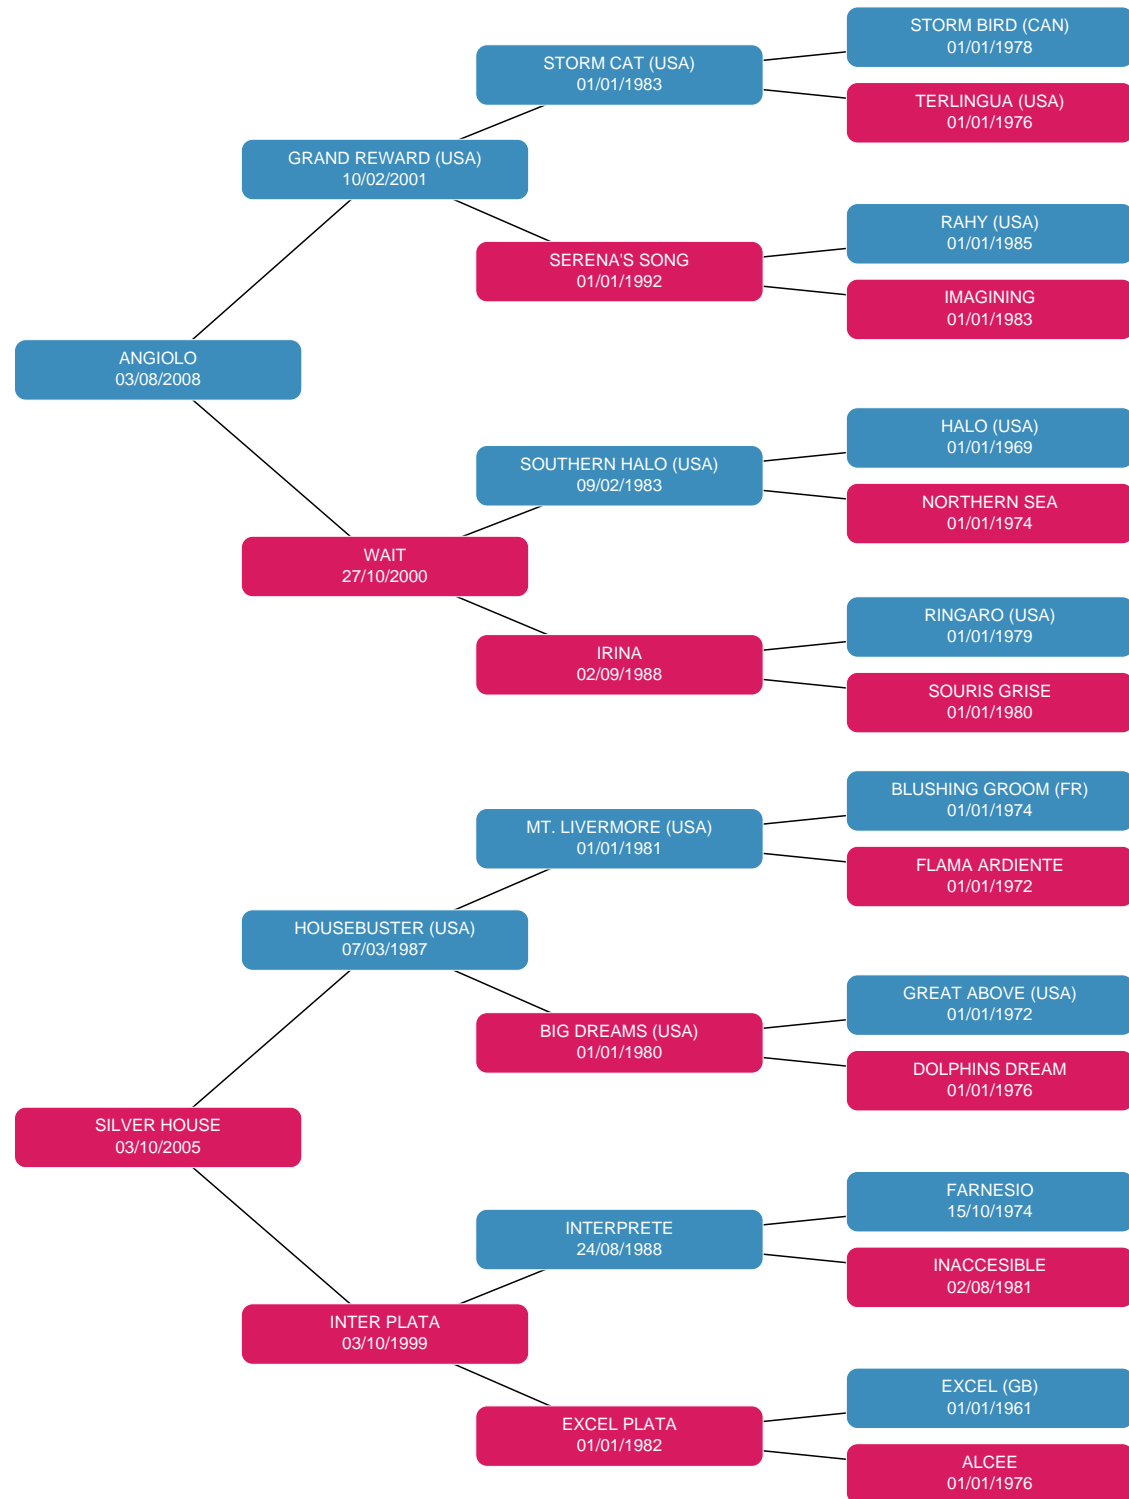 STORM BIRD (CAN)
01/01/1978
STORM CAT (USA)
01/01/1983
TERLINGUA (USA)
01/01/1976
GRAND REWARD (USA)
10/02/2001
RAHY (USA)
01/01/1985
SERENA'S SONG
01/01/1992
IMAGINING
01/01/1983
ANGIOLO
03/08/2008
HALO (USA)
01/01/1969
SOUTHERN HALO (USA)
09/02/1983
NORTHERN SEA
01/01/1974
WAIT
27/10/2000
RINGARO (USA)
01/01/1979
IRINA
02/09/1988
SOURIS GRISE
01/01/1980
BLUSHING GROOM (FR)
01/01/1974
MT. LIVERMORE (USA)
01/01/1981
FLAMA ARDIENTE
01/01/1972
HOUSEBUSTER (USA)
07/03/1987
GREAT ABOVE (USA)
01/01/1972
BIG DREAMS (USA)
01/01/1980
DOLPHINS DREAM
01/01/1976
SILVER HOUSE
03/10/2005
FARNESIO
15/10/1974
INTERPRETE
24/08/1988
INACCESIBLE
02/08/1981
INTER PLATA
03/10/1999
EXCEL (GB)
01/01/1961
EXCEL PLATA
01/01/1982
ALCEE
01/01/1976